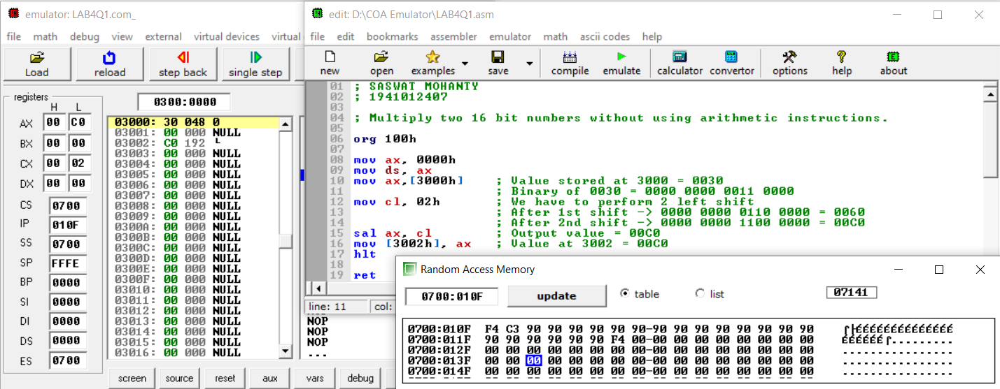 emulator: LAB4Q1.com_
file math debug view external virtual devices virtual
Load reload step back single step
registers
H L
AX 00 C0
BX 00 00
CX 00 02
DX 00 00
CS 0700
IP 010F
SS 0700
SP FFFE
BP 0000
SI 0000
DI 0000
DS 0000
ES 0700
0300:0000
03000: 30 048 0
03001: 00 000 NULL
03002: C0 192 └
03003: 00 000 NULL
03004: 00 000 NULL
03005: 00 000 NULL
03006: 00 000 NULL
03007: 00 000 NULL
03008: 00 000 NULL
03009: 00 000 NULL
0300A: 00 000 NULL
0300B: 00 000 NULL
0300C: 00 000 NULL
0300D: 00 000 NULL
0300E: 00 000 NULL
0300F: 00 000 NULL
03010: 00 000 NULL
03011: 00 000 NULL
03012: 00 000 NULL
03013: 00 000 NULL
03014: 00 000 NULL
03015: 00 000 NULL
03016: 00 000 NULL
NOP
NOP
NOP
...
screen source reset aux vars debug
edit: D:\COA Emulator\LAB4Q1.asm
file edit bookmarks assembler emulator math ascii codes help
new open examples save compile emulate calculator convertor options help about
01 ; SASWAT MOHANTY
02 ; 1941012407
03
04 ; Multiply two 16 bit numbers without using arithmetic instructions.
05
06 org 100h
07
08 mov ax, 0000h
09 mov ds, ax
10 mov ax,[3000h] ; Value stored at 3000 = 0030
11 ; Binary of 0030 = 0000 0000 0011 0000
12 mov cl, 02h ; We have to perform 2 left shift
13 ; After 1st shift -> 0000 0000 0110 0000 = 0060
14 ; After 2nd shift -> 0000 0000 1100 0000 = 00C0
15 sal ax, cl ; Output value = 00C0
16 mov [3002h], ax ; Value at 3002 = 00C0
17 hlt
18
19 ret
line: 11 col:
Random Access Memory
0700:010F update table list 07141
0700:010F F4 C3 90 90 90 90 90 90-90 90 90 90 90 90 90 90 ⌠├ÉÉÉÉÉÉÉÉÉÉÉÉÉÉ
0700:011F 90 90 90 90 90 90 F4 00-00 00 00 00 00 00 00 00 ÉÉÉÉÉÉ⌠.........
0700:012F 00 00 00 00 00 00 00 00-00 00 00 00 00 00 00 00 ................
0700:013F 00 00 00 00 00 00 00 00-00 00 00 00 00 00 00 00 ................
0700:014F 00 00 00 00 00 00 00 00-00 00 00 00 00 00 00 00 ................